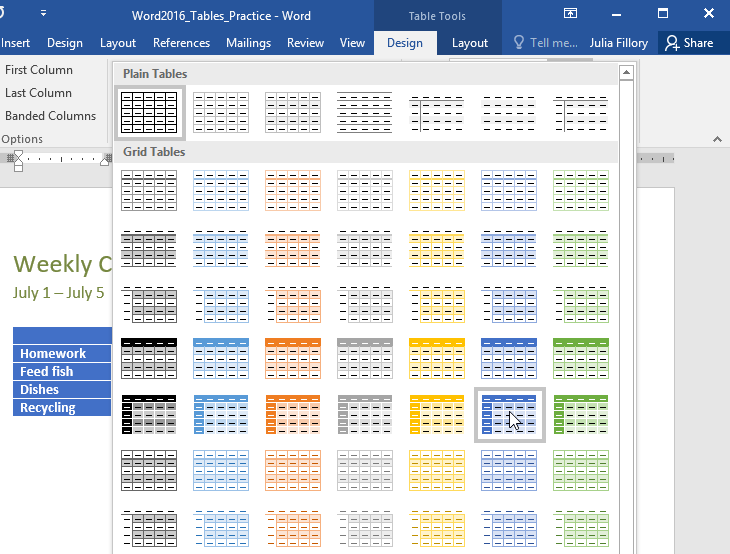 Word2016_Tables_Practice - Word
Table Tools
Insert Design Layout References Mailings Review View Design Layout Tell me... Julia Fillory Share
First Column
Last Column
Banded Columns
Options
Plain Tables
Grid Tables
Weekly C
July 1 – July 5
Homework
Feed fish
Dishes
Recycling